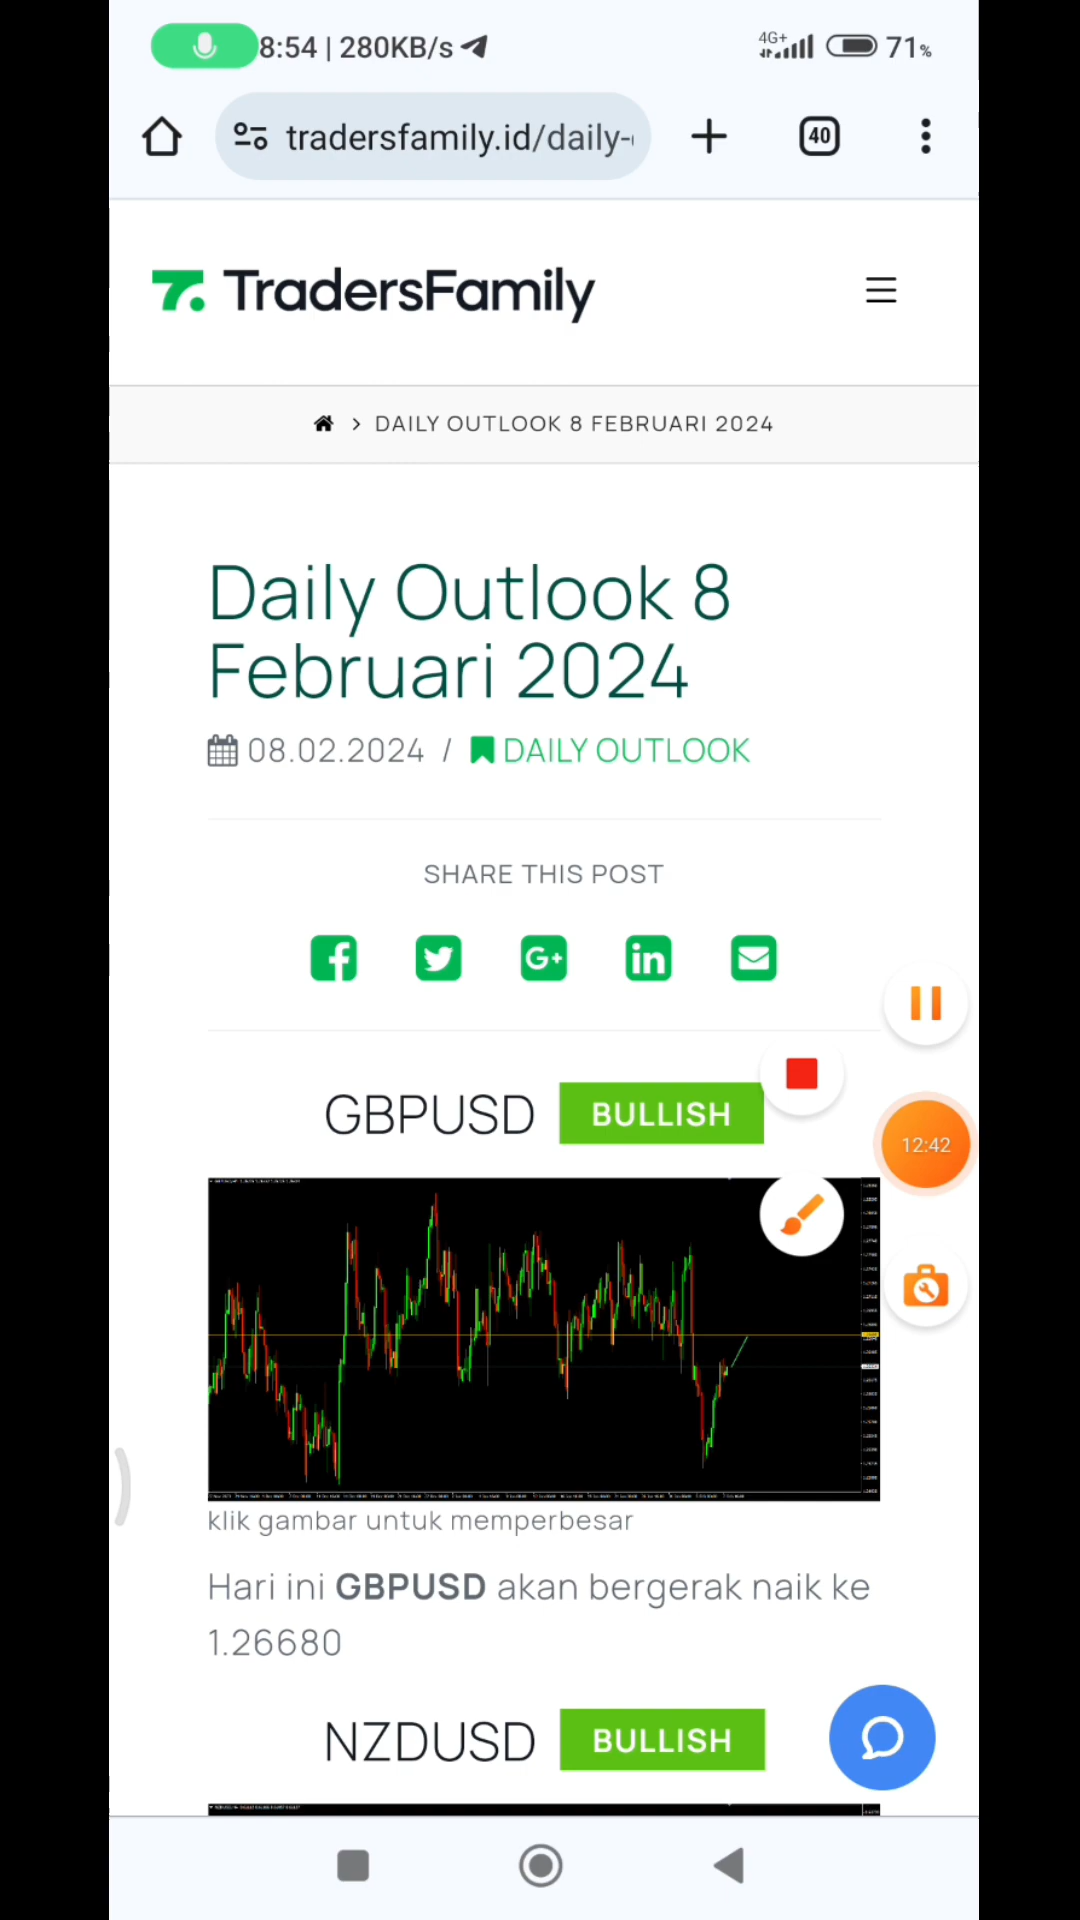 8:54 | 280KB/s
4G+
71%
tradersfamily.id/daily-
40
TradersFamily
> DAILY OUTLOOK 8 FEBRUARI 2024
Daily Outlook 8
Februari 2024
08.02.2024 / DAILY OUTLOOK
SHARE THIS POST
GBPUSD BULLISH
12:42
klik gambar untuk memperbesar
Hari ini GBPUSD akan bergerak naik ke
1.26680
NZDUSD BULLISH